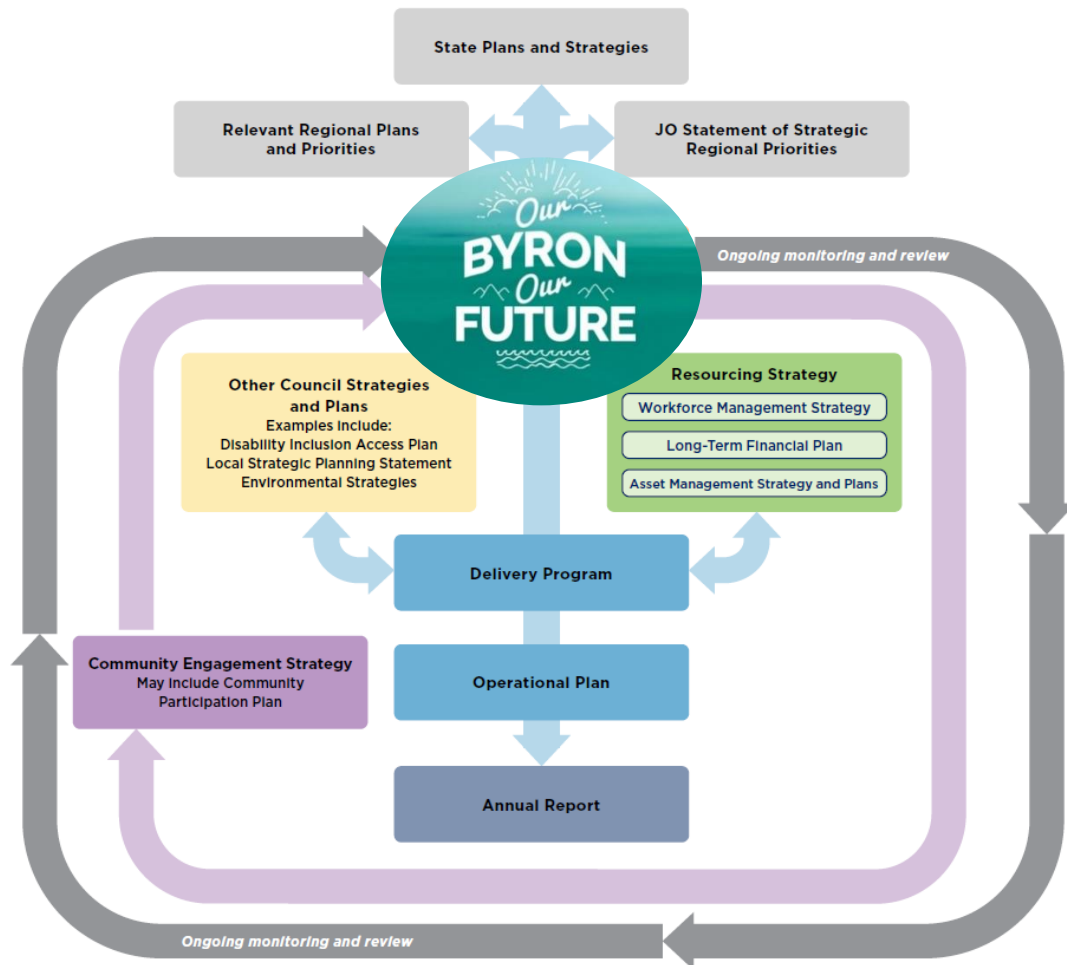 State Plans and Strategies
Relevant Regional Plans
and Priorities
JO Statement of Strategic
Regional Priorities
Our
BYRON
Our
FUTURE
Ongoing monitoring and review
Other Council Strategies
and Plans
Examples Include:
Disability Inclusion Access Plan
Local Strategic Planning Statement
Environmental Strategies
Resourcing Strategy
Workforce Management Strategy
Long-Term Financial Plan
Asset Management Strategy and Plans
Delivery Program
Community Engagement Strategy
May Include Community
Participation Plan
Operational Plan
Annual Report
Ongoing monitoring and review